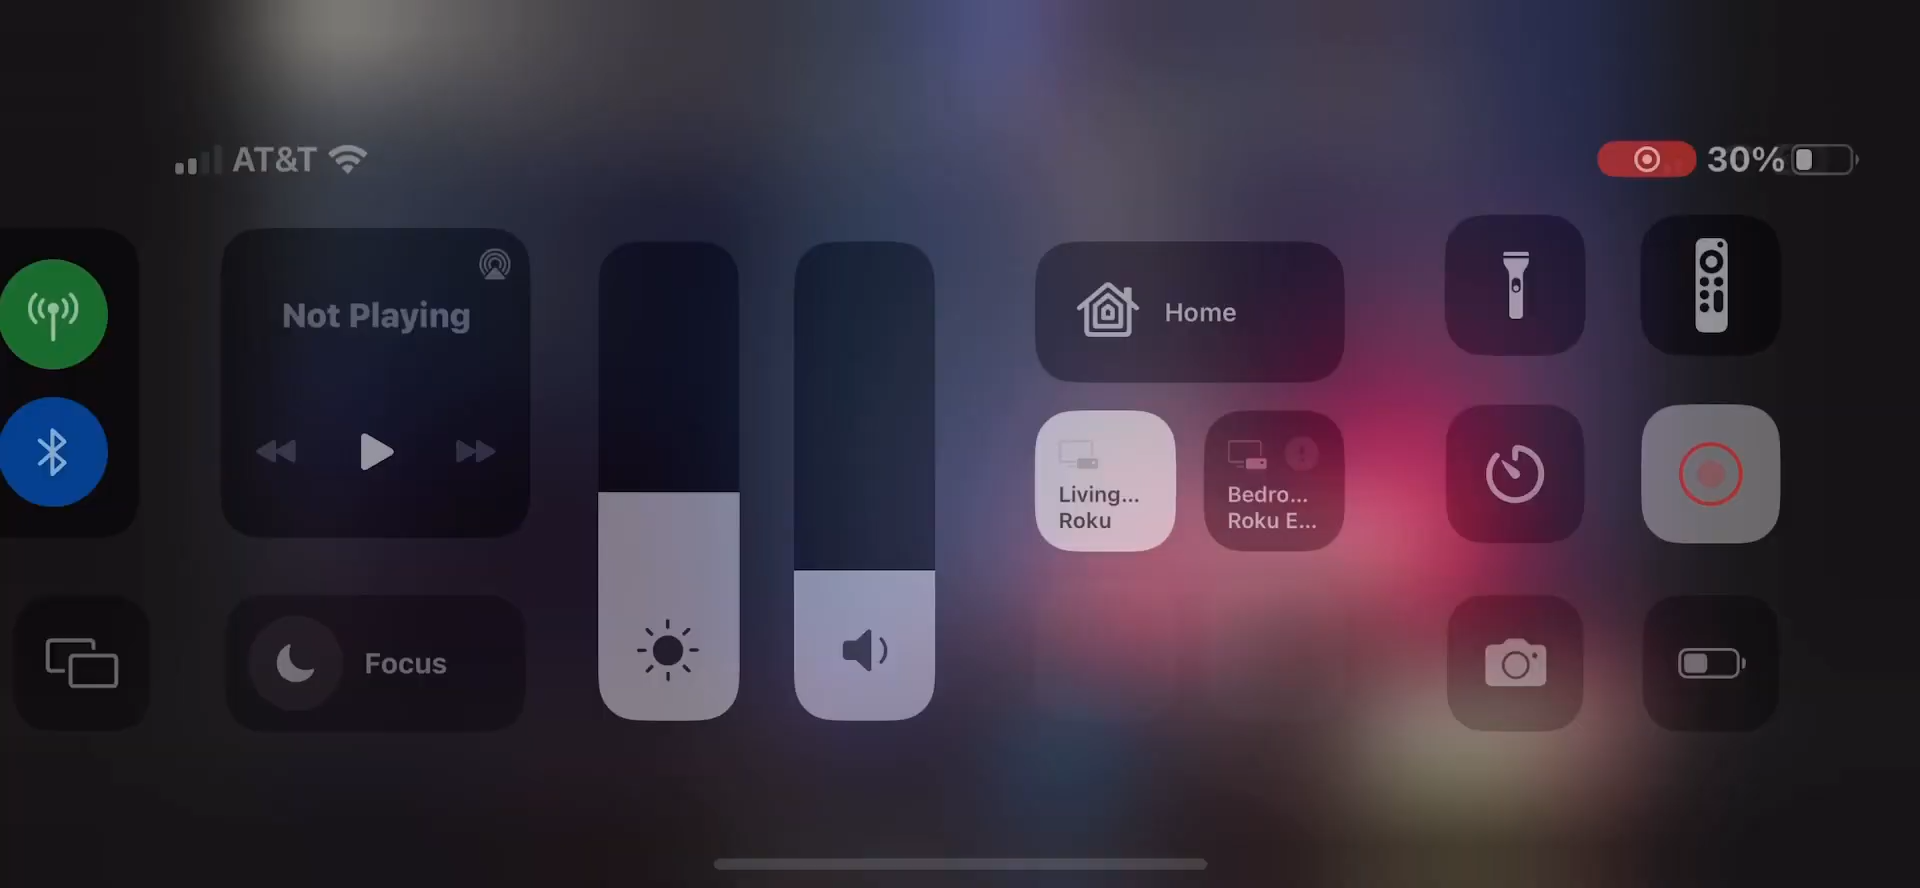 AT&T
30%
Not Playing
Home
Living...
Roku
Bedro...
Roku E...
Focus